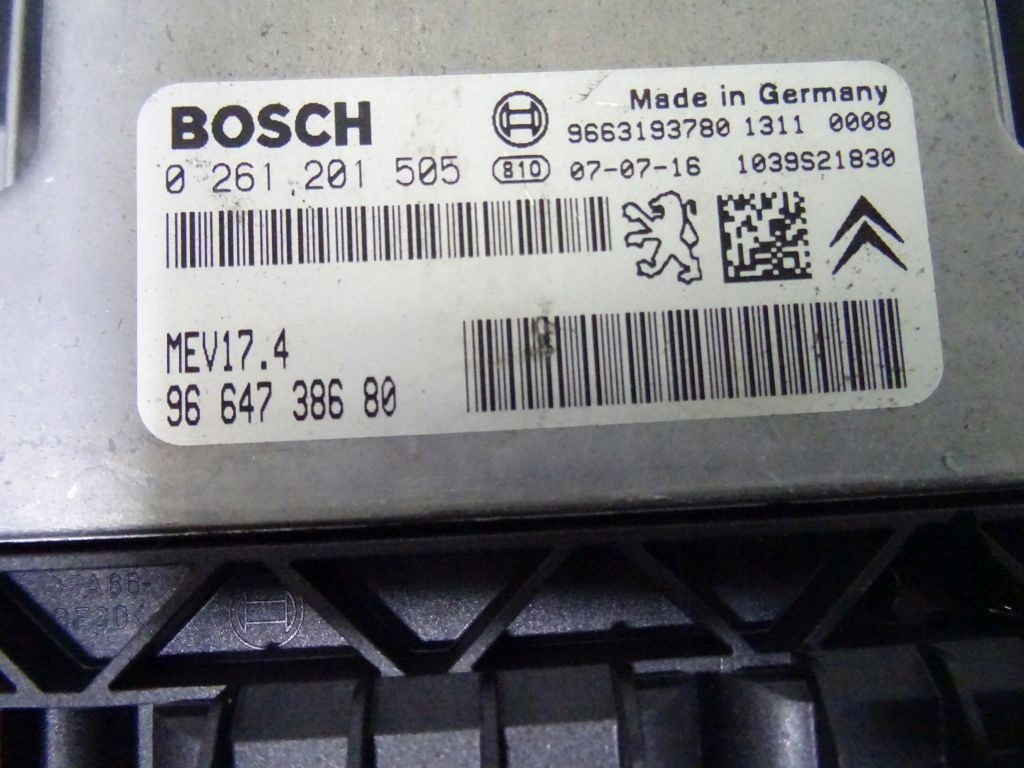 BOSCH
Made in Germany
9663193780 1311 0008
0 261 201 505
810 07-07-16 1039S21830
MEV17.4
96 647 386 80